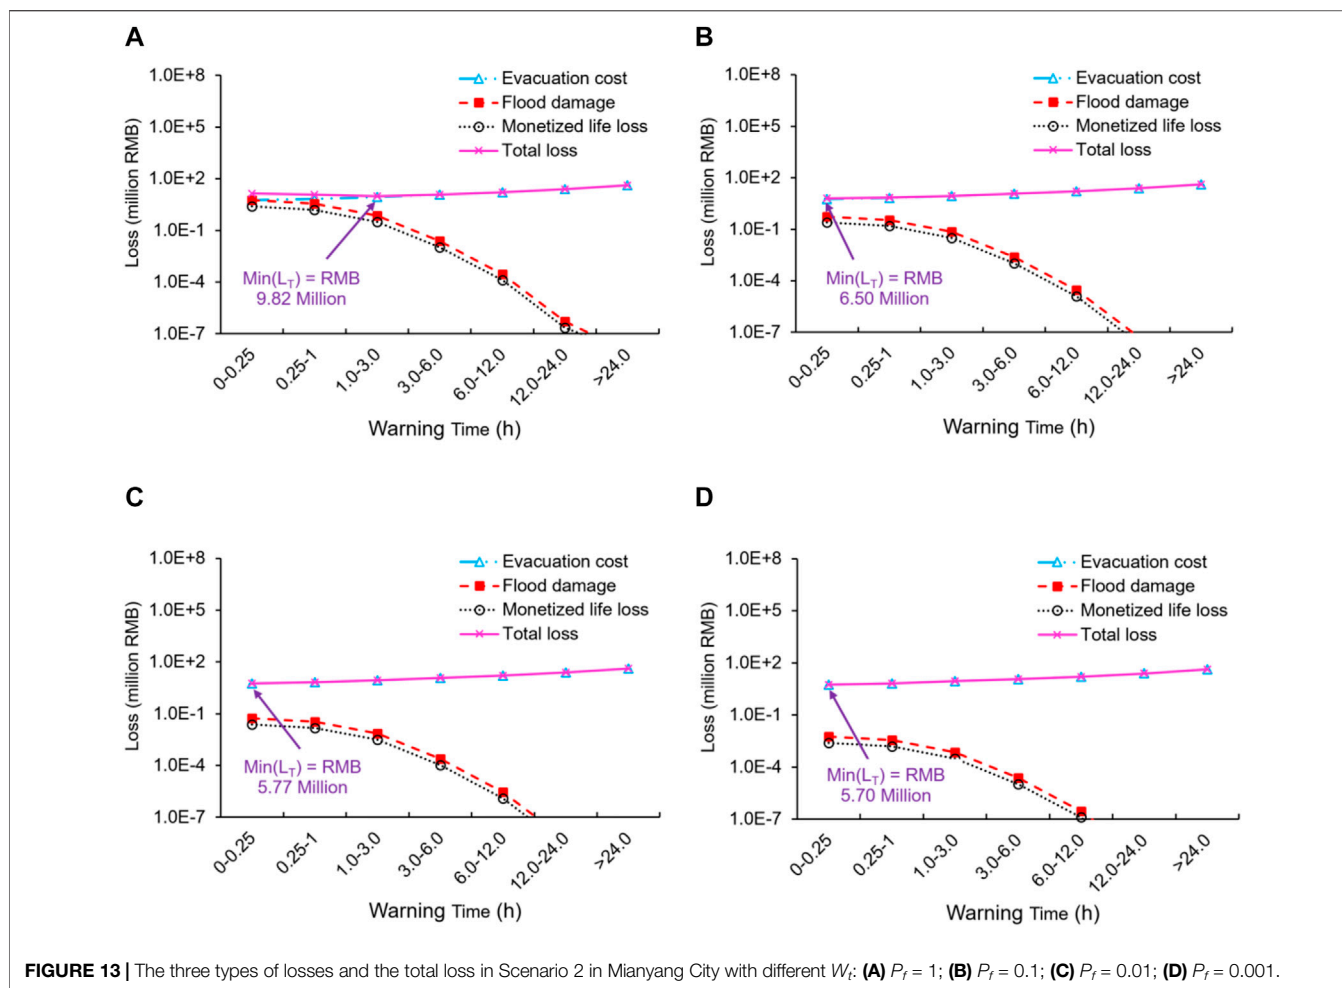 A
Evacuation cost
Flood damage
Monetized life loss
Total loss
1.0E+8
1.0E+5
1.0E+2
1.0E-1
1.0E-4
1.0E-7
Loss (million RMB)
Min(LT) = RMB
9.82 Million
0-0.25
0.25-1
1.0-3.0
3.0-6.0
6.0-12.0
12.0-24.0
>24.0
Warning Time (h)
B
Evacuation cost
Flood damage
Monetized life loss
Total loss
1.0E+8
1.0E+5
1.0E+2
1.0E-1
1.0E-4
1.0E-7
Loss (million RMB)
Min(LT) = RMB
6.50 Million
0-0.25
0.25-1
1.0-3.0
3.0-6.0
6.0-12.0
12.0-24.0
>24.0
Warning Time (h)
C
Evacuation cost
Flood damage
Monetized life loss
Total loss
1.0E+8
1.0E+5
1.0E+2
1.0E-1
1.0E-4
1.0E-7
Loss (million RMB)
Min(LT) = RMB
5.77 Million
0-0.25
0.25-1
1.0-3.0
3.0-6.0
6.0-12.0
12.0-24.0
>24.0
Warning Time (h)
D
Evacuation cost
Flood damage
Monetized life loss
Total loss
1.0E+8
1.0E+5
1.0E+2
1.0E-1
1.0E-4
1.0E-7
Loss (million RMB)
Min(LT) = RMB
5.70 Million
0-0.25
0.25-1
1.0-3.0
3.0-6.0
6.0-12.0
12.0-24.0
>24.0
Warning Time (h)
FIGURE 13 | The three types of losses and the total loss in Scenario 2 in Mianyang City with different Wt: (A) Pf = 1; (B) Pf = 0.1; (C) Pf = 0.01; (D) Pf = 0.001.